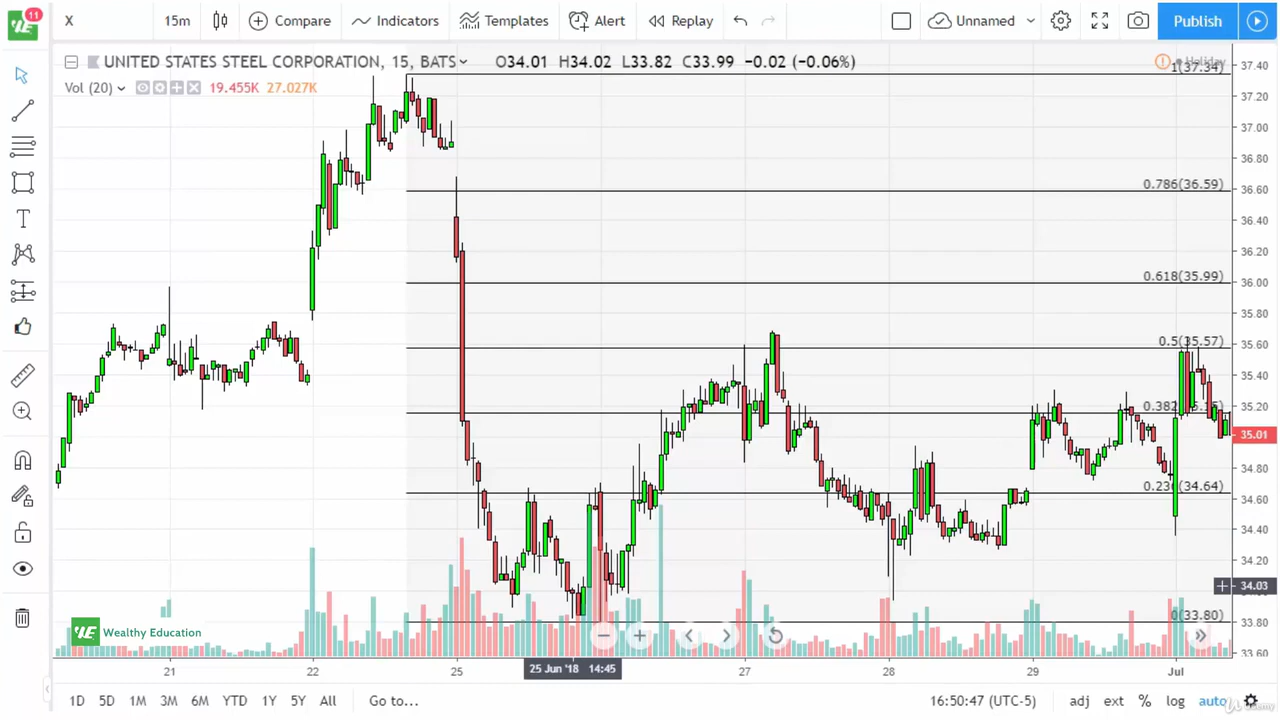 11
X
15m
Compare
Indicators
Templates
Alert
Replay
Unnamed
Publish
UNITED STATES STEEL CORPORATION, 15, BATS
O34.01 H34.02 L33.82 C33.99 −0.02 (−0.06%)
Vol (20)
19.455K 27.027K
Holiday
1(37.34)
0.786(36.59)
0.618(35.99)
0.5(35.57)
0.236(34.64)
0(33.80)
37.40
37.20
37.00
36.80
36.60
36.40
36.20
36.00
35.80
35.60
35.40
35.20
35.01
34.80
34.60
34.40
34.20
34.03
33.80
33.60
Wealthy Education
21
22
25
25 Jun '18 14:45
27
28
29
Jul
1D 5D 1M 3M 6M YTD 1Y 5Y All
Go to...
16:50:47 (UTC-5)
adj ext % log auto
Udemy